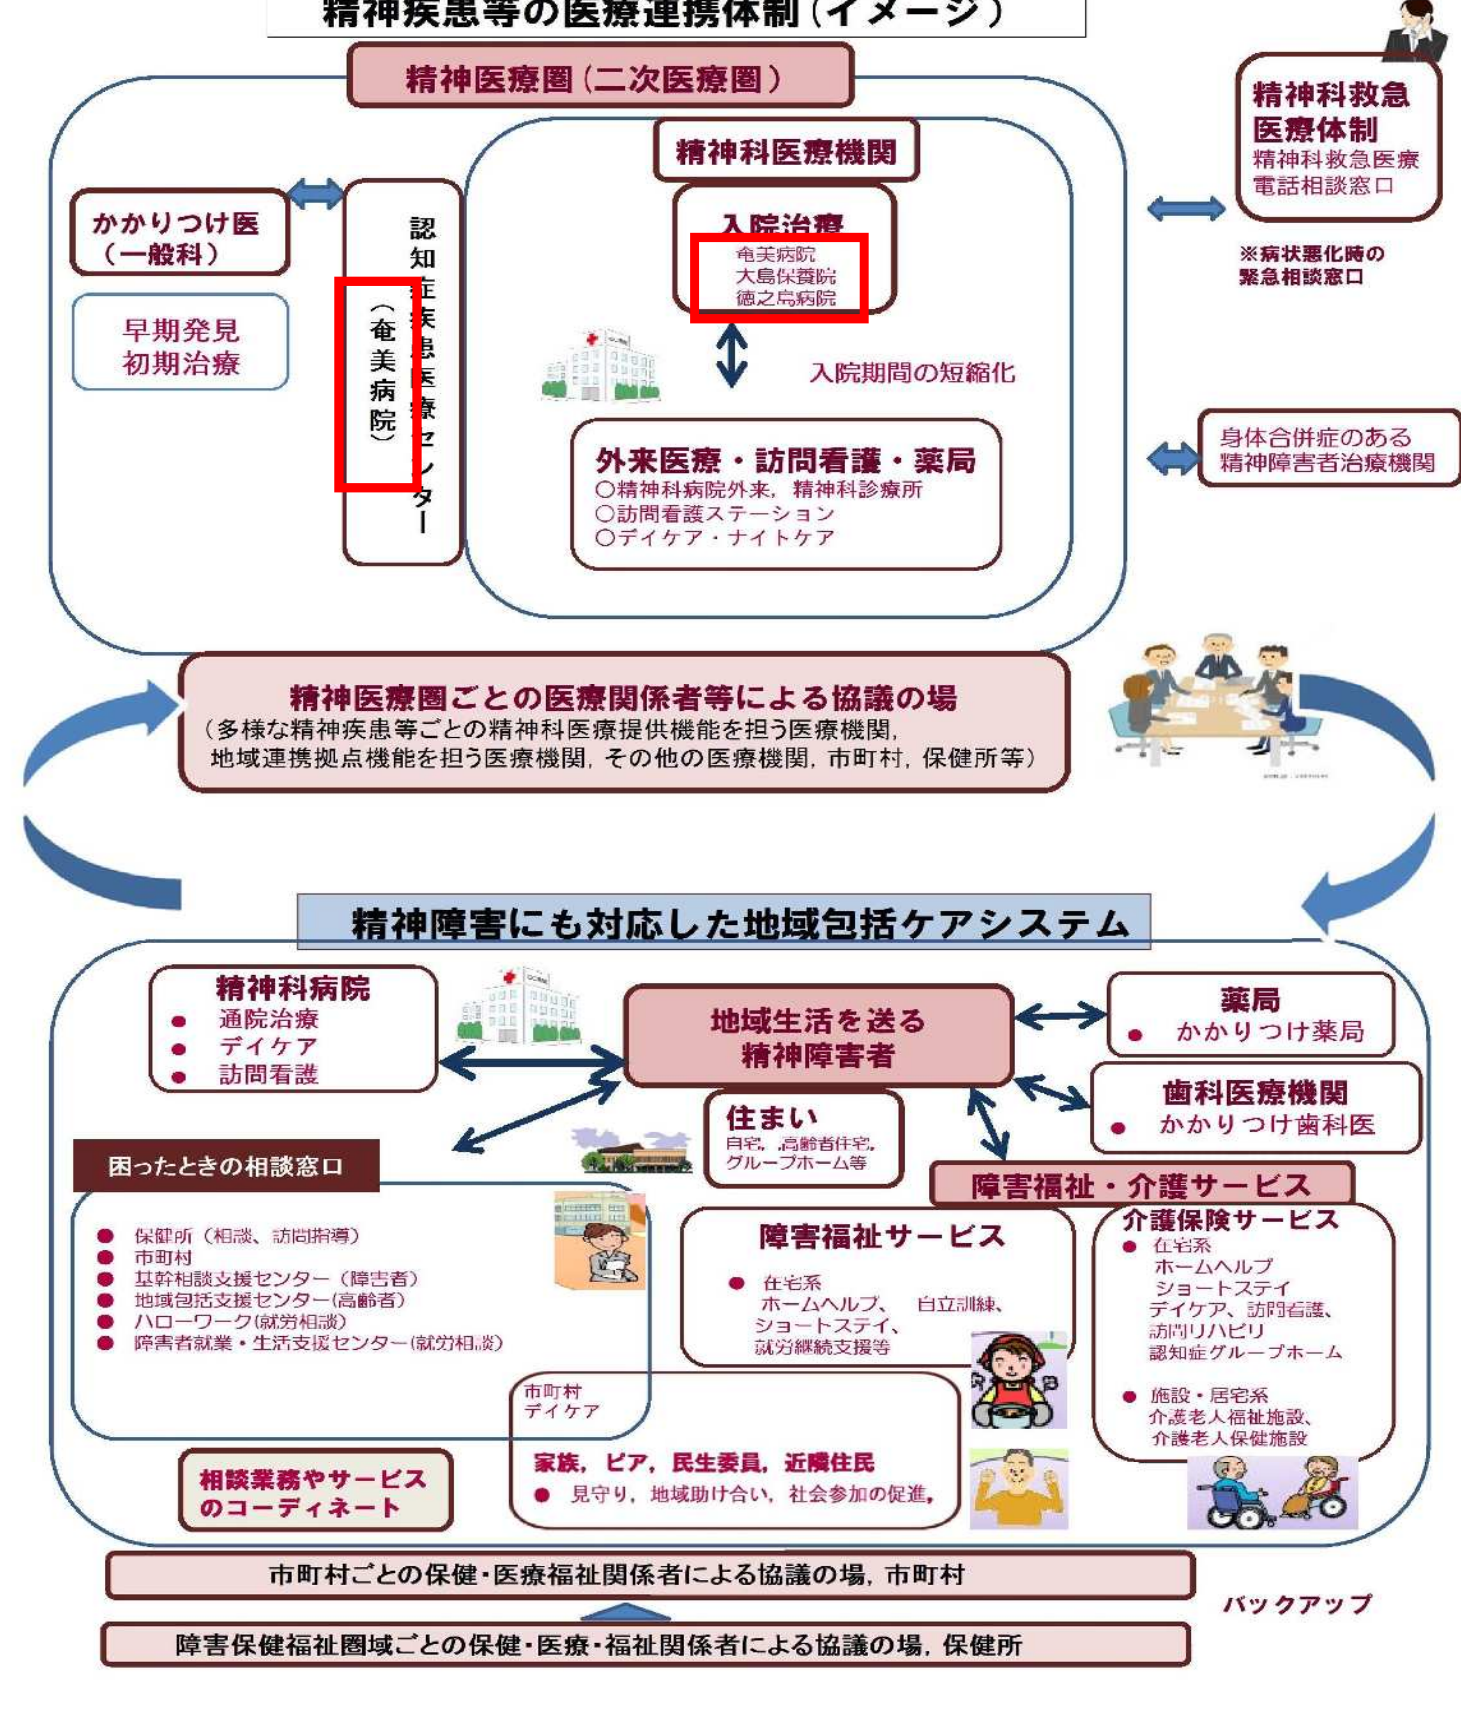 精神疾患等の医療連携体制(イメージ)
精神医療圏(二次医療圏)
精神科救急
医療体制
精神科救急医療
電話相談窓口
※病状悪化時の
緊急相談窓口
かかりつけ医
(一般科)
早期発見
初期治療
認知症疾患医療センター
(奄美病院)
精神科医療機関
入院治療
奄美病院
大島保養院
徳之島病院
入院期間の短縮化
外来医療・訪問看護・薬局
○精神科病院外来,精神科診療所
○訪問看護ステーション
○デイケア・ナイトケア
身体合併症のある
精神障害者治療機関
精神医療圏ごとの医療関係者等による協議の場
(多様な精神疾患等ごとの精神科医療提供機能を担う医療機関,
地域連携拠点機能を担う医療機関,その他の医療機関,市町村,保健所等)
精神障害にも対応した地域包括ケアシステム
精神科病院
● 通院治療
● デイケア
● 訪問看護
地域生活を送る
精神障害者
薬局
● かかりつけ薬局
歯科医療機関
● かかりつけ歯科医
住まい
自宅,高齢者住宅,
グループホーム等
困ったときの相談窓口
● 保健所(相談、訪問指導)
● 市町村
● 基幹相談支援センター(障害者)
● 地域包括支援センター(高齢者)
● ハローワーク(就労相談)
● 障害者就業・生活支援センター(就労相談)
障害福祉・介護サービス
障害福祉サービス
● 在宅系
ホームヘルプ、 自立訓練、
ショートステイ、
就労継続支援等
介護保険サービス
● 在宅系
ホームヘルプ
ショートステイ
デイケア、訪問看護、
訪問リハビリ
認知症グループホーム
● 施設・居宅系
介護老人福祉施設、
介護老人保健施設
市町村
デイケア
家族,ピア,民生委員,近隣住民
● 見守り,地域助け合い,社会参加の促進,
相談業務やサービス
のコーディネート
市町村ごとの保健・医療福祉関係者による協議の場,市町村
バックアップ
障害保健福祉圏域ごとの保健・医療・福祉関係者による協議の場,保健所